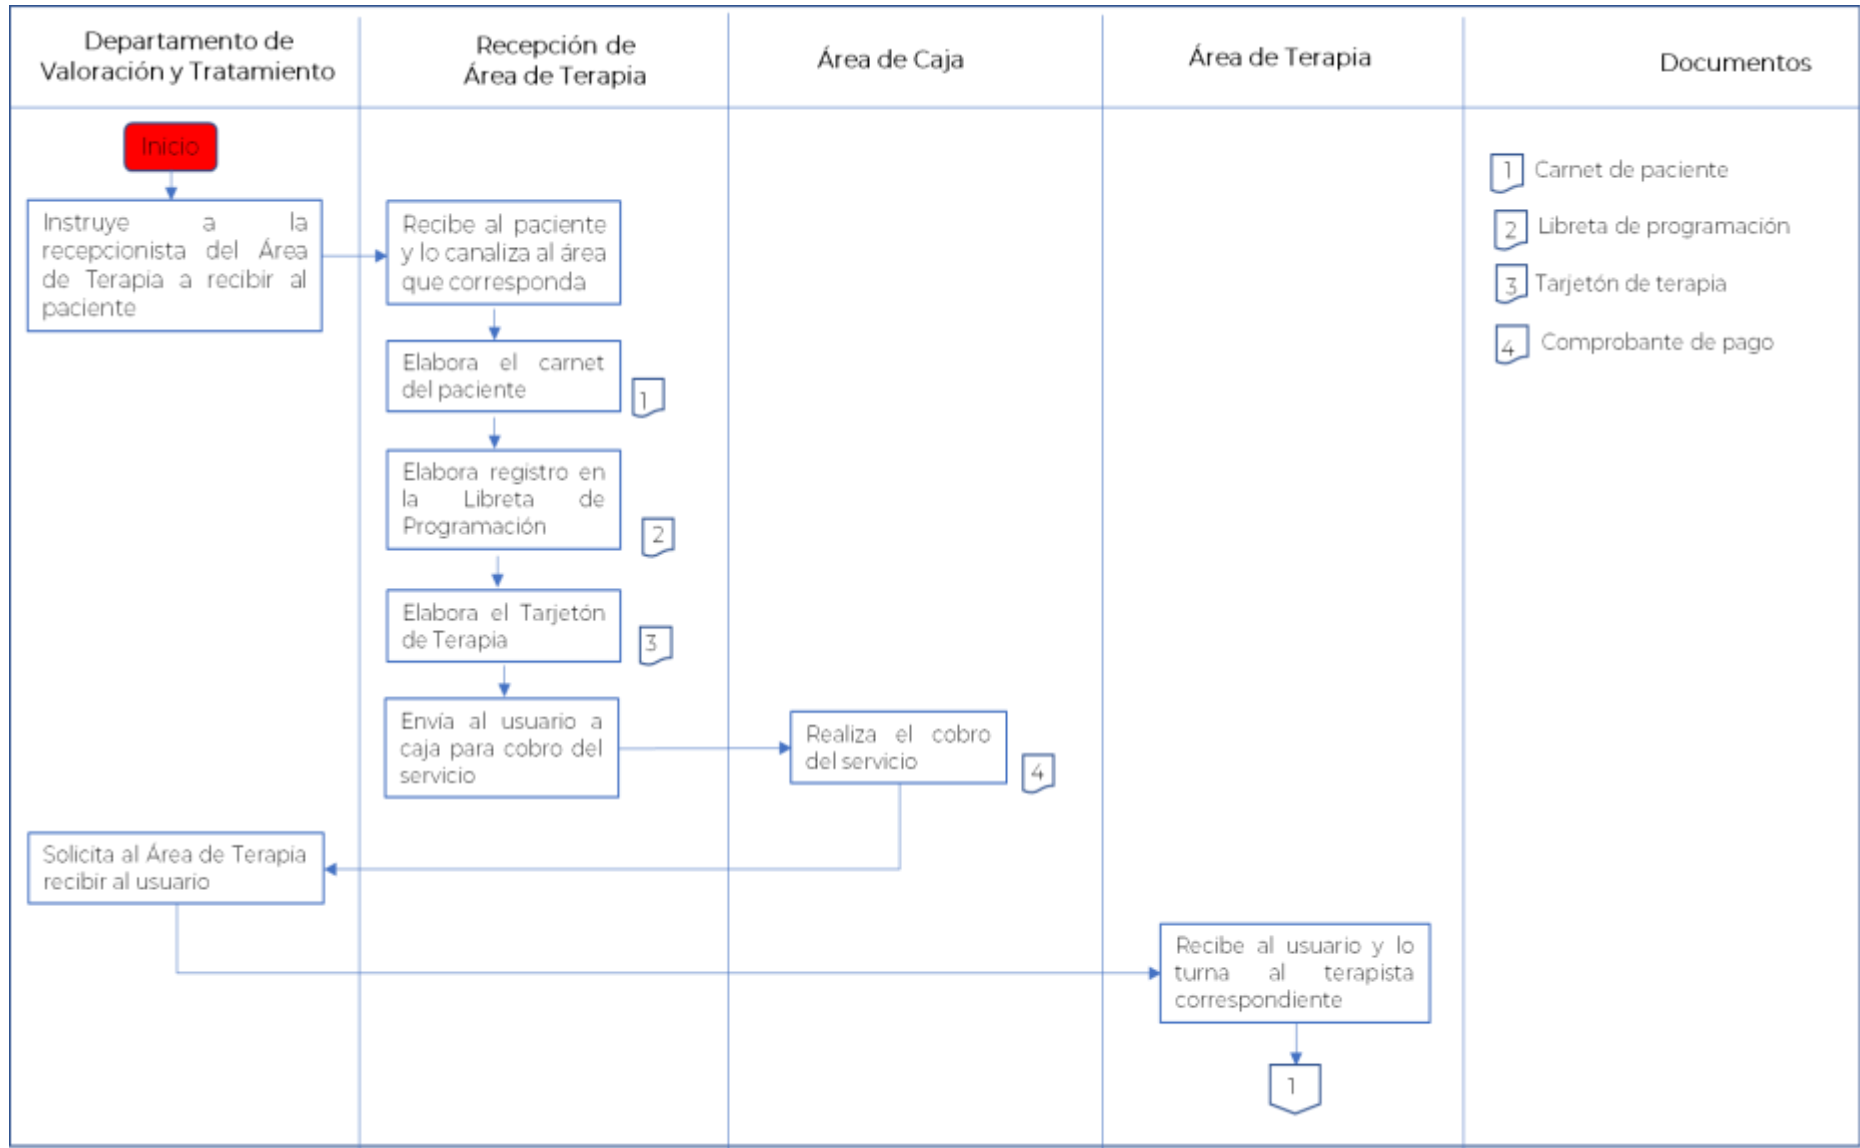 Departamento de
Valoración y Tratamiento
Recepción de
Área de Terapia
Área de Caja
Área de Terapia
Documentos
Inicio
Instruye a la
recepcionista del Área
de Terapia a recibir al
paciente
Recibe al paciente
y lo canaliza al área
que corresponda
Elabora el carnet
del paciente
1
Elabora registro en
la Libreta de
Programación
2
Elabora el Tarjetón
de Terapia
3
Envía al usuario a
caja para cobro del
servicio
Realiza el cobro
del servicio
4
Solicita al Área de Terapia
recibir al usuario
Recibe al usuario y lo
turna al terapista
correspondiente
1
1 Carnet de paciente
2 Libreta de programación
3 Tarjetón de terapia
4 Comprobante de pago